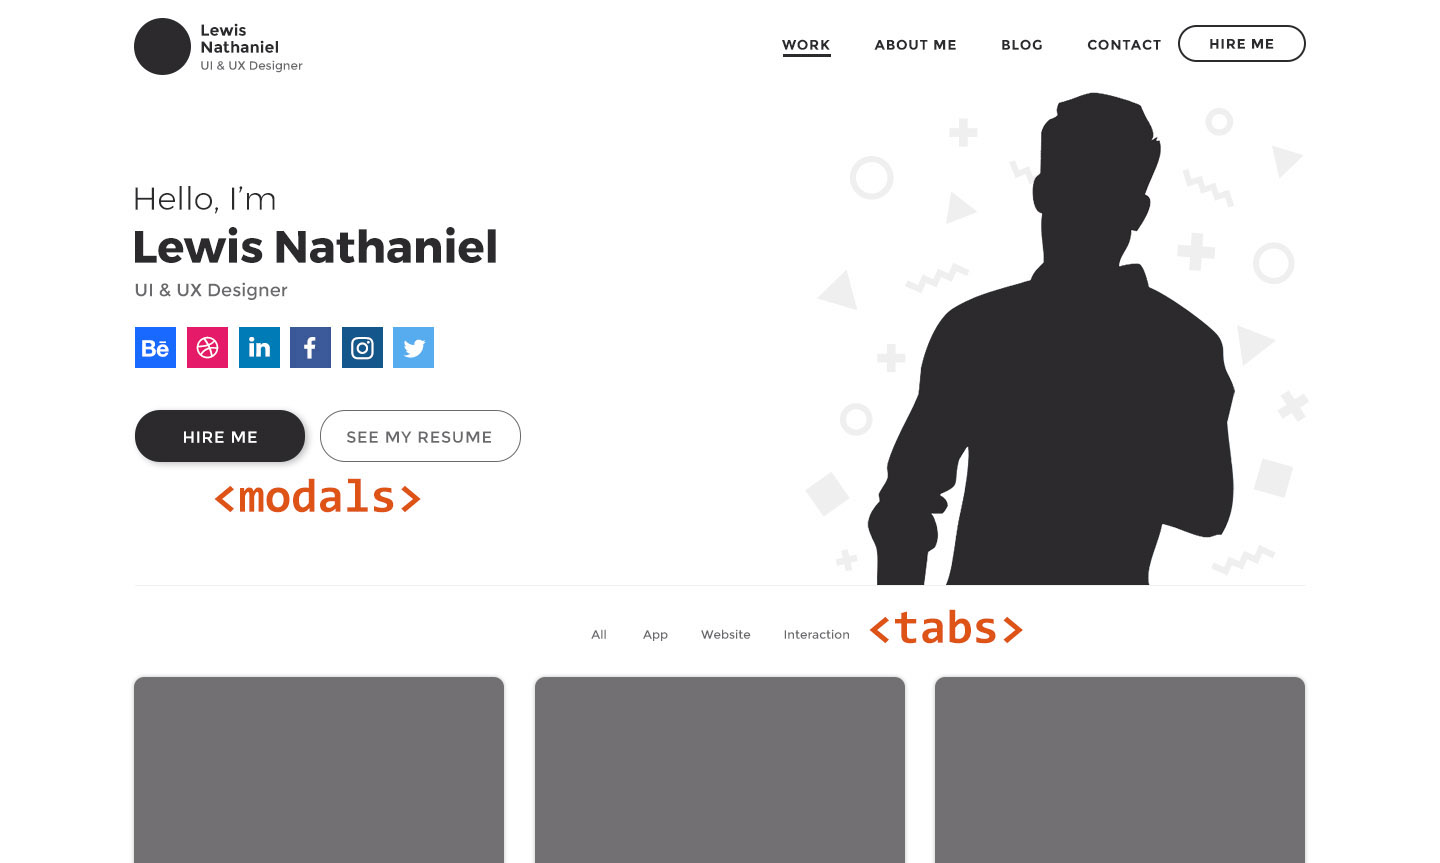 Lewis
Nathaniel
UI & UX Designer
WORK ABOUT ME BLOG CONTACT HIRE ME
Hello, I’m
Lewis Nathaniel
UI & UX Designer
Bē in f
HIRE ME SEE MY RESUME
<modals>
All App Website Interaction <tabs>